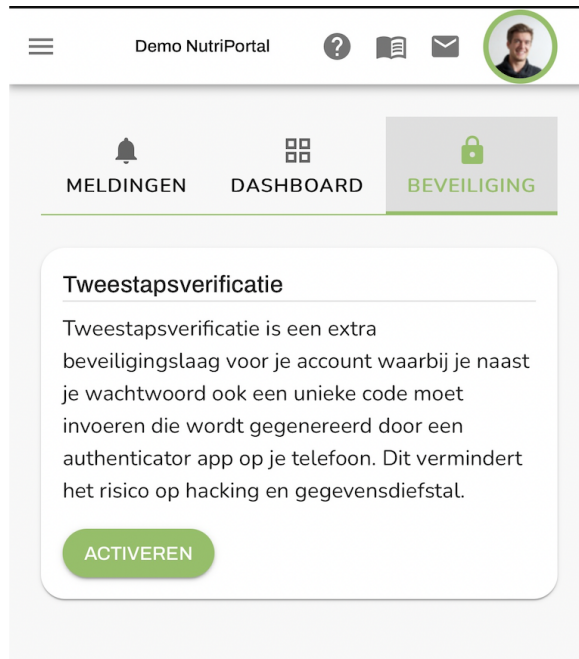 Demo NutriPortal
MELDINGEN
DASHBOARD
BEVEILIGING
Tweestapsverificatie
Tweestapsverificatie is een extra
beveiligingslaag voor je account waarbij je naast
je wachtwoord ook een unieke code moet
invoeren die wordt gegenereerd door een
authenticator app op je telefoon. Dit vermindert
het risico op hacking en gegevensdiefstal.
ACTIVEREN